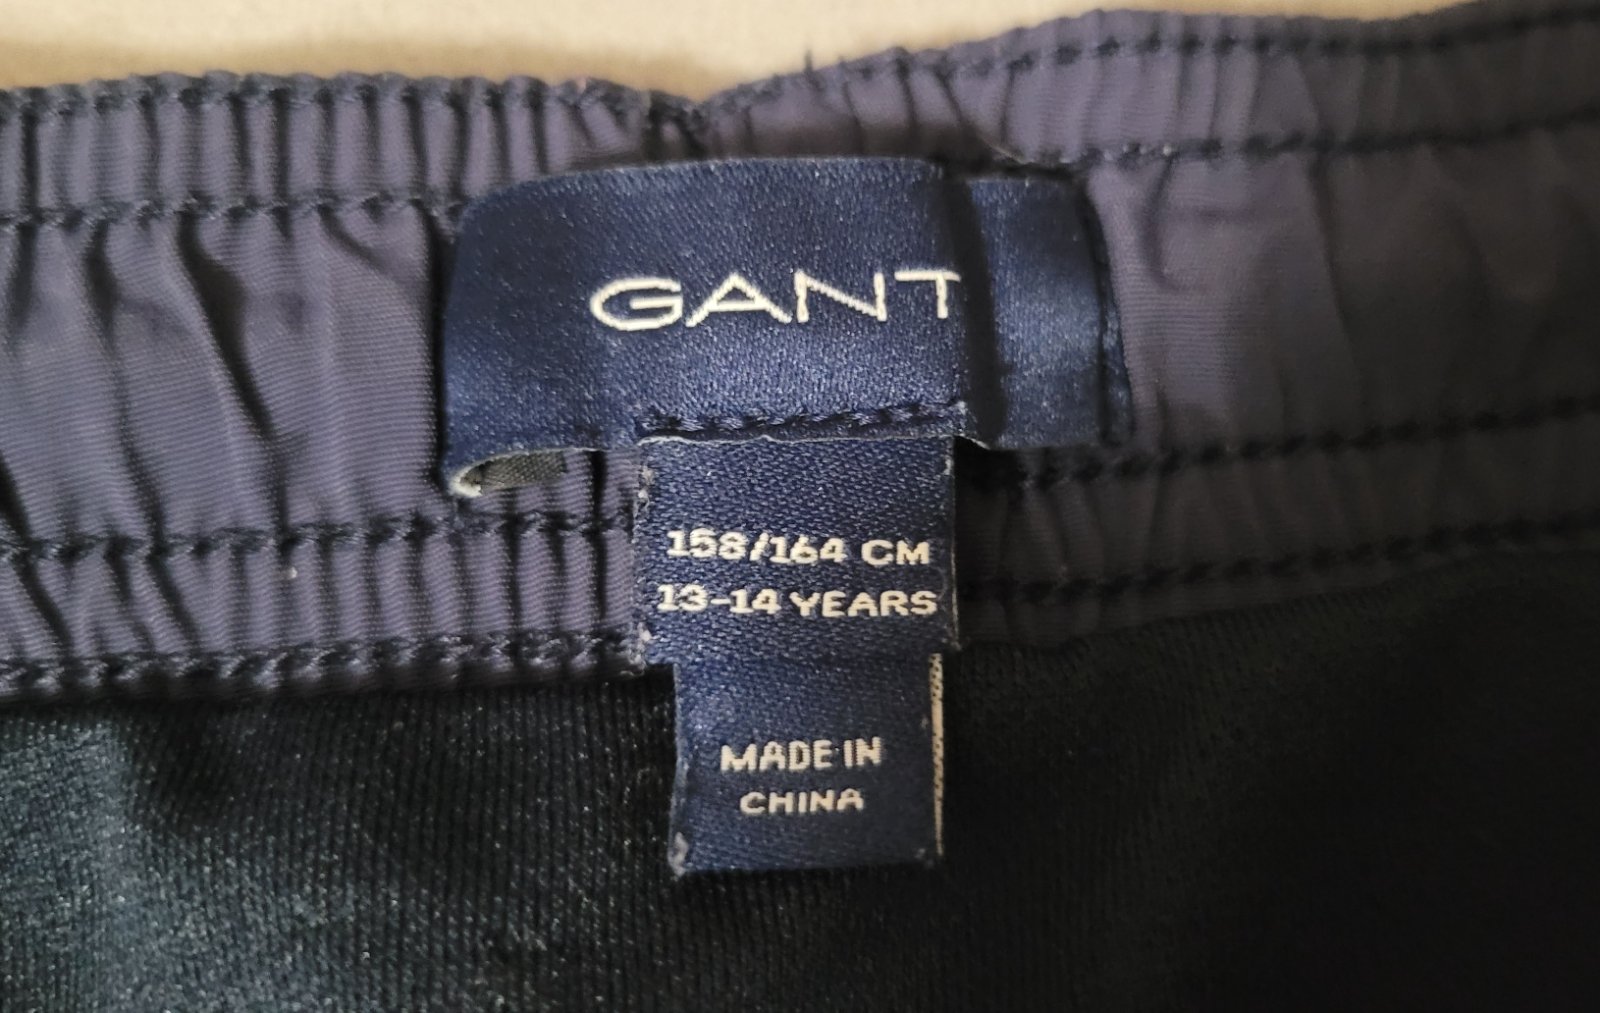 GANT
158/164 CM
13-14 YEARS
MADE IN
CHINA